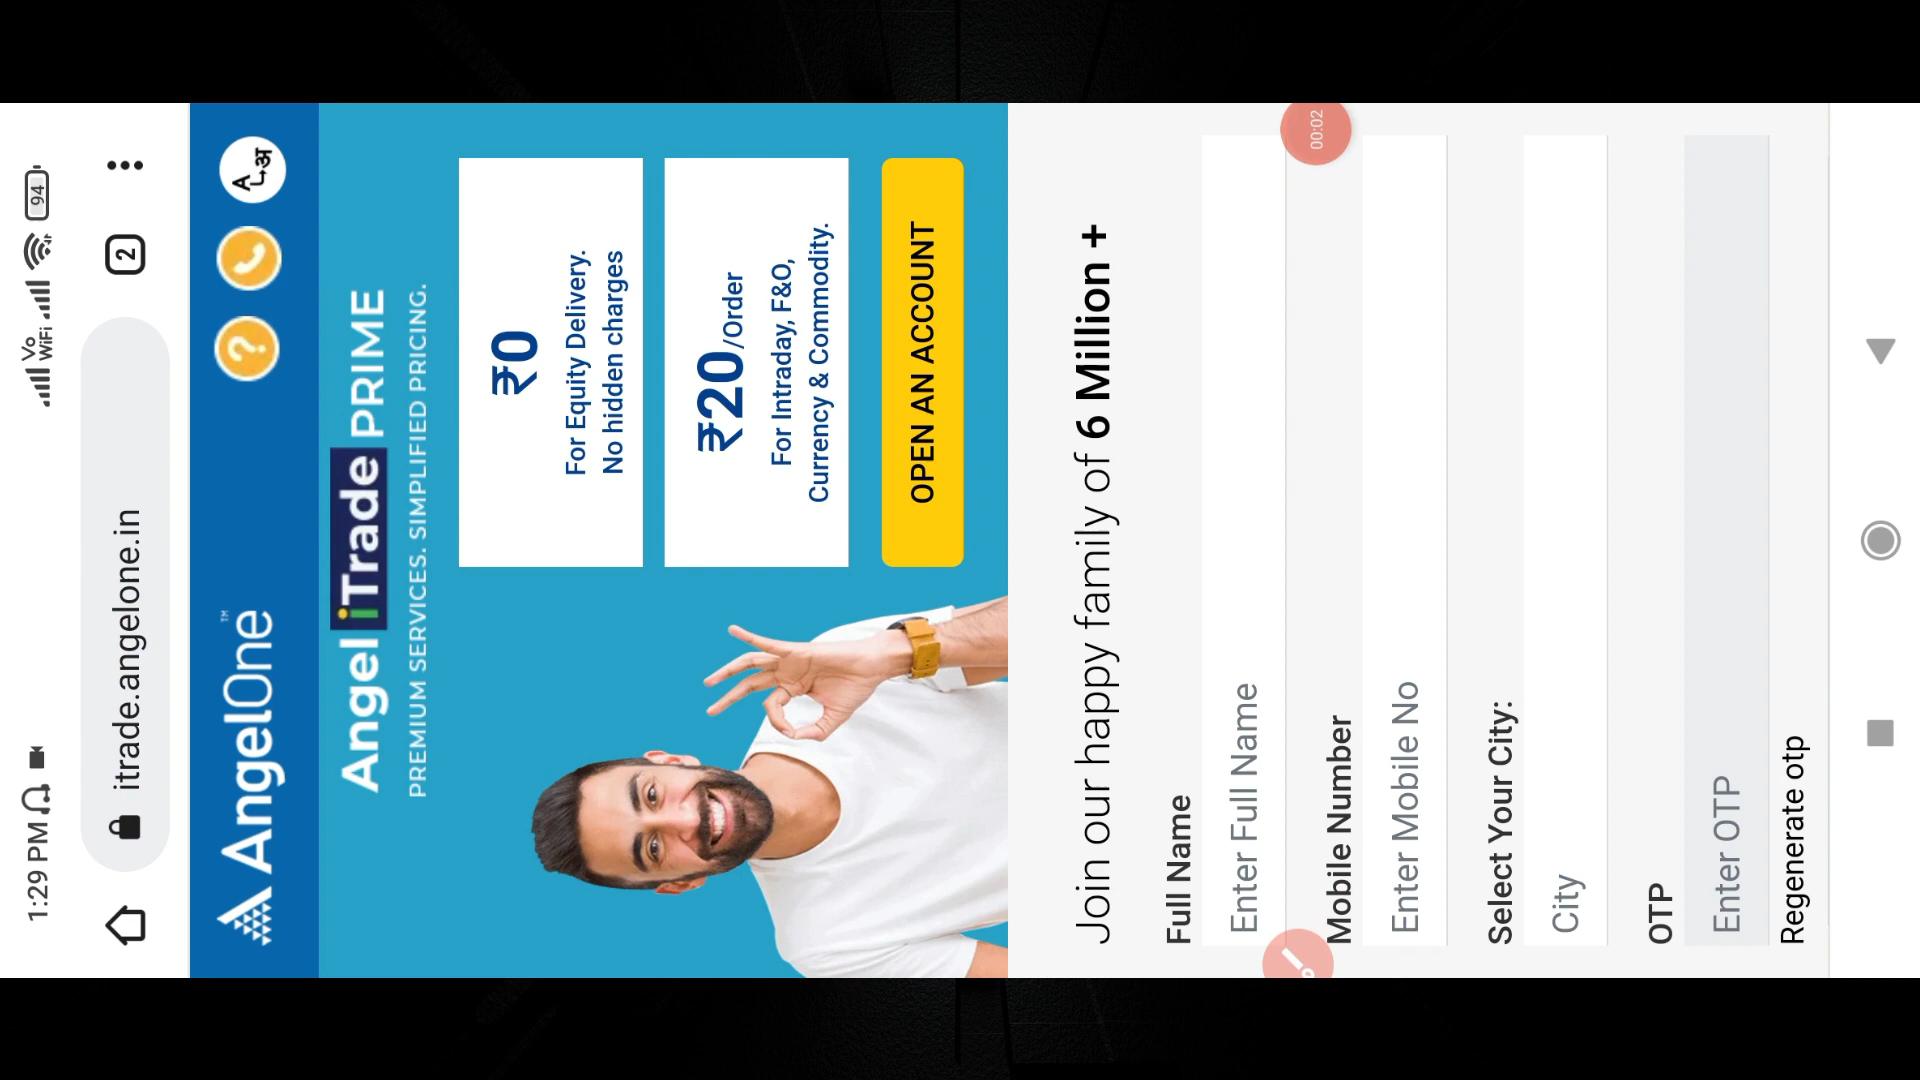 1:29 PM
Vo
WiFi
94
itrade.angelone.in
2
AngelOne™
?
A
अ
Angel iTrade PRIME
PREMIUM SERVICES. SIMPLIFIED PRICING.
₹0
For Equity Delivery.
No hidden charges
₹20/Order
For Intraday, F&O,
Currency & Commodity.
OPEN AN ACCOUNT
Join our happy family of 6 Million +
Full Name
Enter Full Name
00:02
Mobile Number
Enter Mobile No
Select Your City:
City
OTP
Enter OTP
Regenerate otp